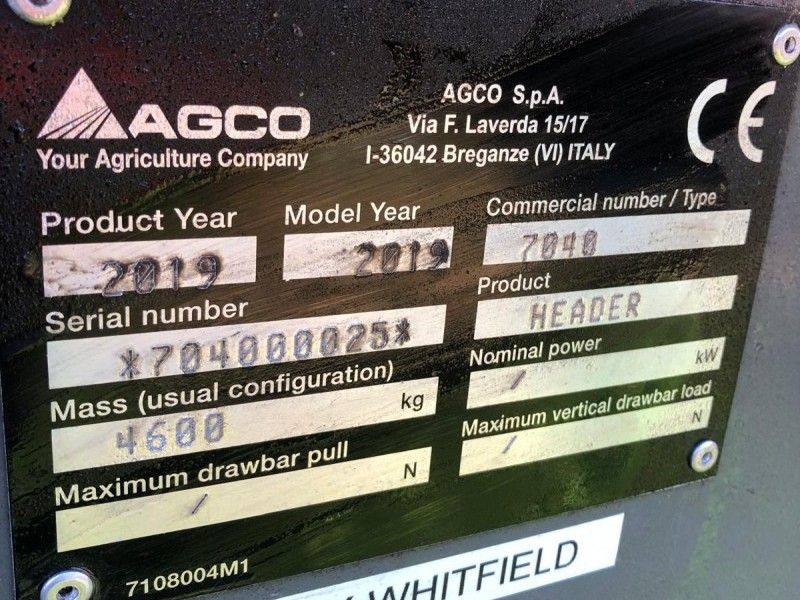 AGCO
Your Agriculture Company
AGCO S.p.A.
Via F. Laverda 15/17
I-36042 Breganze (VI) ITALY
CE
Product Year
2019
Model Year
2019
Commercial number / Type
7040
Serial number
*704000025*
Product
HEADER
Mass (usual configuration)
4600 kg
Nominal power
/ kW
Maximum drawbar pull
/ N
Maximum vertical drawbar load
/ N
7108004M1
WHITFIELD